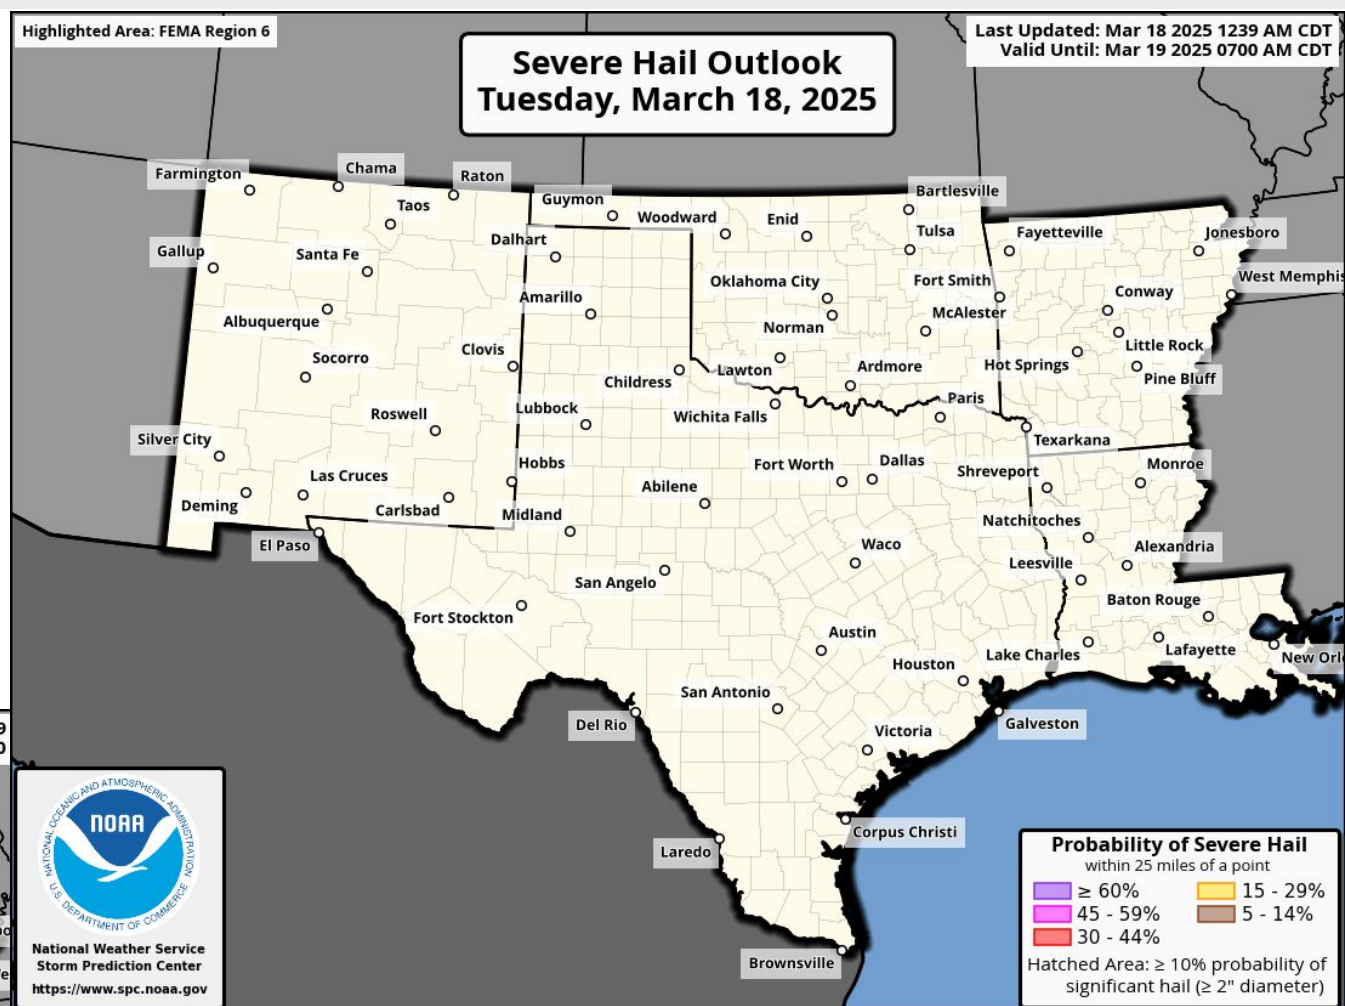 Highlighted Area: FEMA Region 6
Last Updated: Mar 18 2025 1239 AM CDT
Valid Until: Mar 19 2025 0700 AM CDT
Severe Hail Outlook
Tuesday, March 18, 2025
Farmington
Chama
Raton
Taos
Guymon
Woodward
Enid
Bartlesville
Tulsa
Fayetteville
Jonesboro
Gallup
Santa Fe
Dalhart
Oklahoma City
Fort Smith
West Memphis
Albuquerque
Amarillo
Norman
McAlester
Conway
Little Rock
Socorro
Clovis
Childress
Lawton
Ardmore
Hot Springs
Pine Bluff
Roswell
Lubbock
Wichita Falls
Paris
Texarkana
Silver City
Las Cruces
Hobbs
Abilene
Fort Worth
Dallas
Shreveport
Monroe
Deming
Carlsbad
Midland
Natchitoches
El Paso
San Angelo
Waco
Leesville
Alexandria
Fort Stockton
Austin
Baton Rouge
Houston
Lake Charles
Lafayette
New Orl
San Antonio
Del Rio
Victoria
Galveston
Laredo
Corpus Christi
Brownsville
NATIONAL OCEANIC AND ATMOSPHERIC ADMINISTRATION
NOAA
U.S. DEPARTMENT OF COMMERCE
National Weather Service
Storm Prediction Center
https://www.spc.noaa.gov
Probability of Severe Hail
within 25 miles of a point
≥ 60%
15 - 29%
45 - 59%
5 - 14%
30 - 44%
Hatched Area: ≥ 10% probability of
significant hail (≥ 2" diameter)